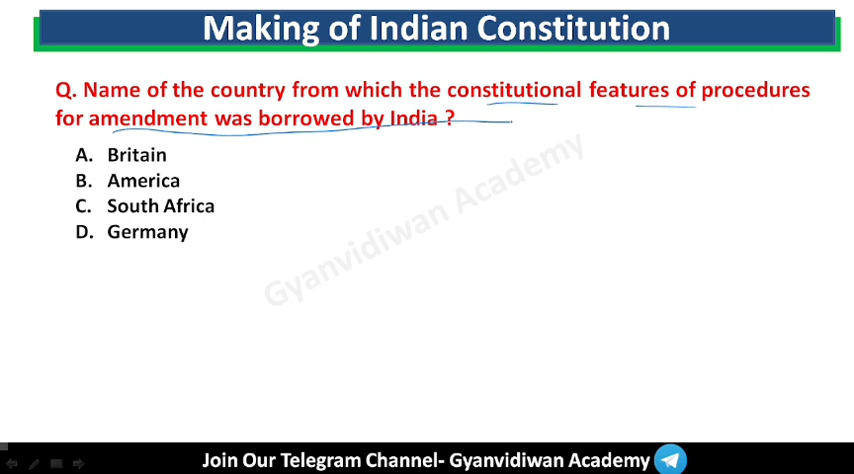 Making of Indian Constitution
Q. Name of the country from which the constitutional features of procedures
for amendment was borrowed by India ?
A. Britain
B. America
C. South Africa
D. Germany
Gyanvidiwan Academy
Join Our Telegram Channel- Gyanvidiwan Academy